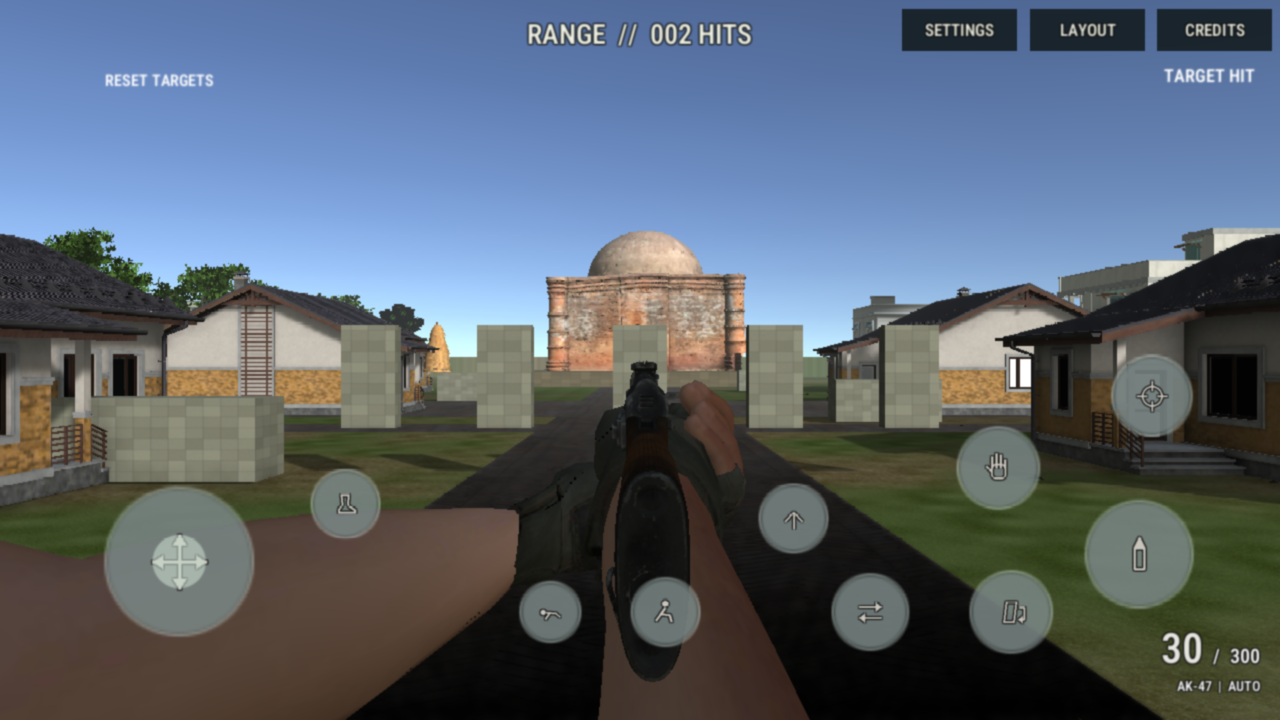 RANGE // 002 HITS
SETTINGS
LAYOUT
CREDITS
RESET TARGETS
TARGET HIT
30 / 300
AK-47 | AUTO